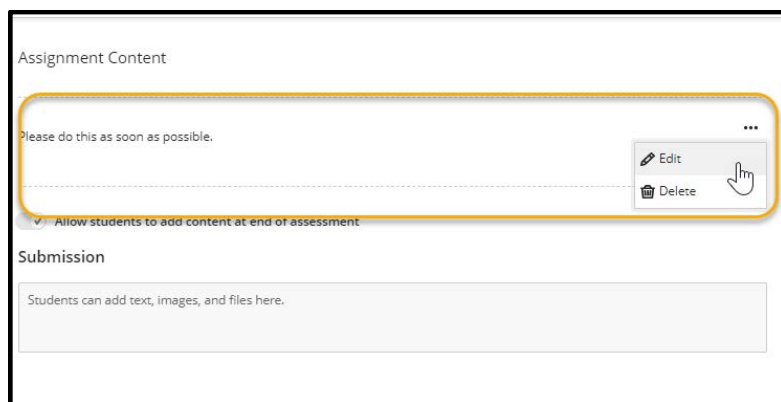 Assignment Content
Please do this as soon as possible.
Edit
Delete
Allow students to add content at end of assessment
Submission
Students can add text, images, and files here.